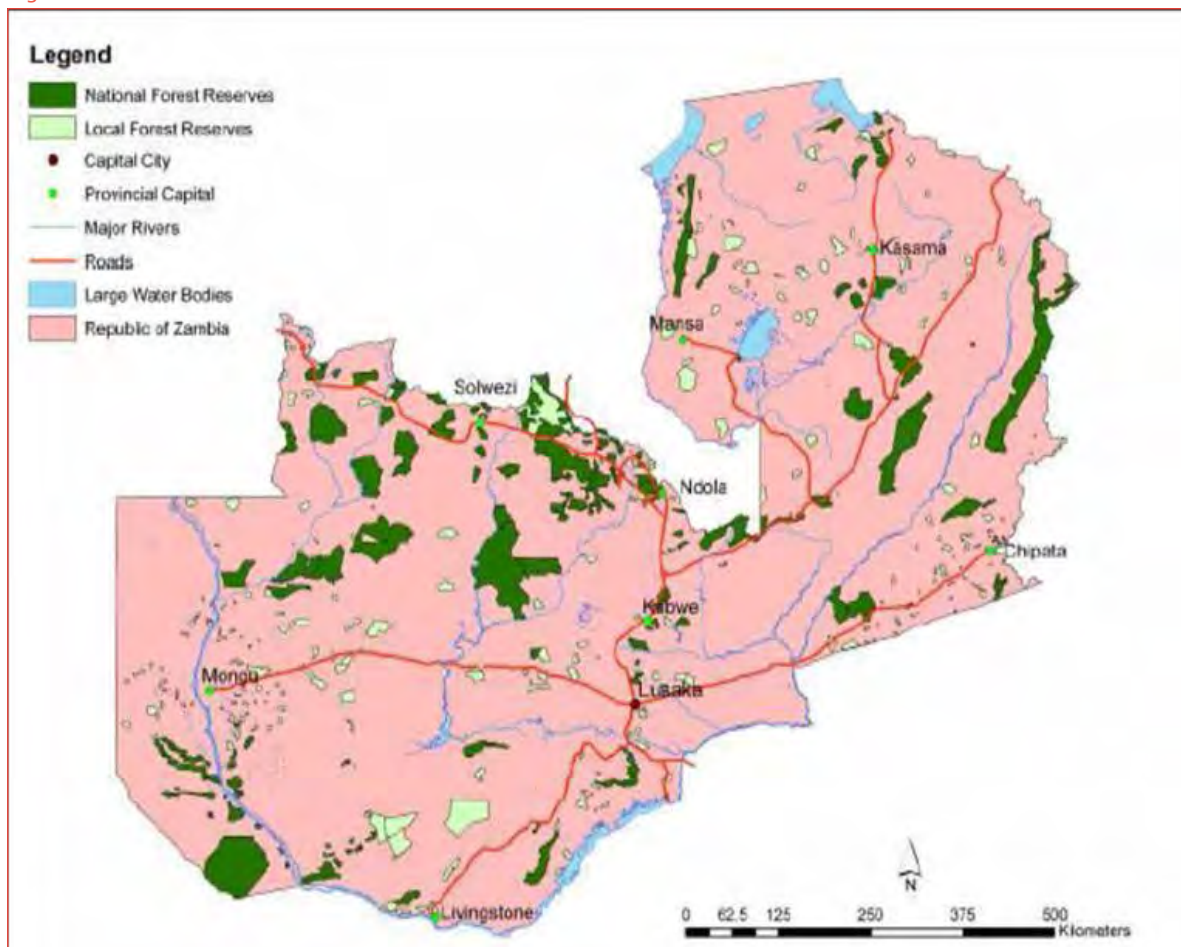 Legend
National Forest Reserves
Local Forest Reserves
Capital City
Provincial Capital
Major Rivers
Roads
Large Water Bodies
Republic of Zambia
Kasama
Mansa
Solwezi
Ndola
Chipata
Kabwe
Mongu
Lusaka
Livingstone
N
0 62.5 125 250 375 500
Kilometers